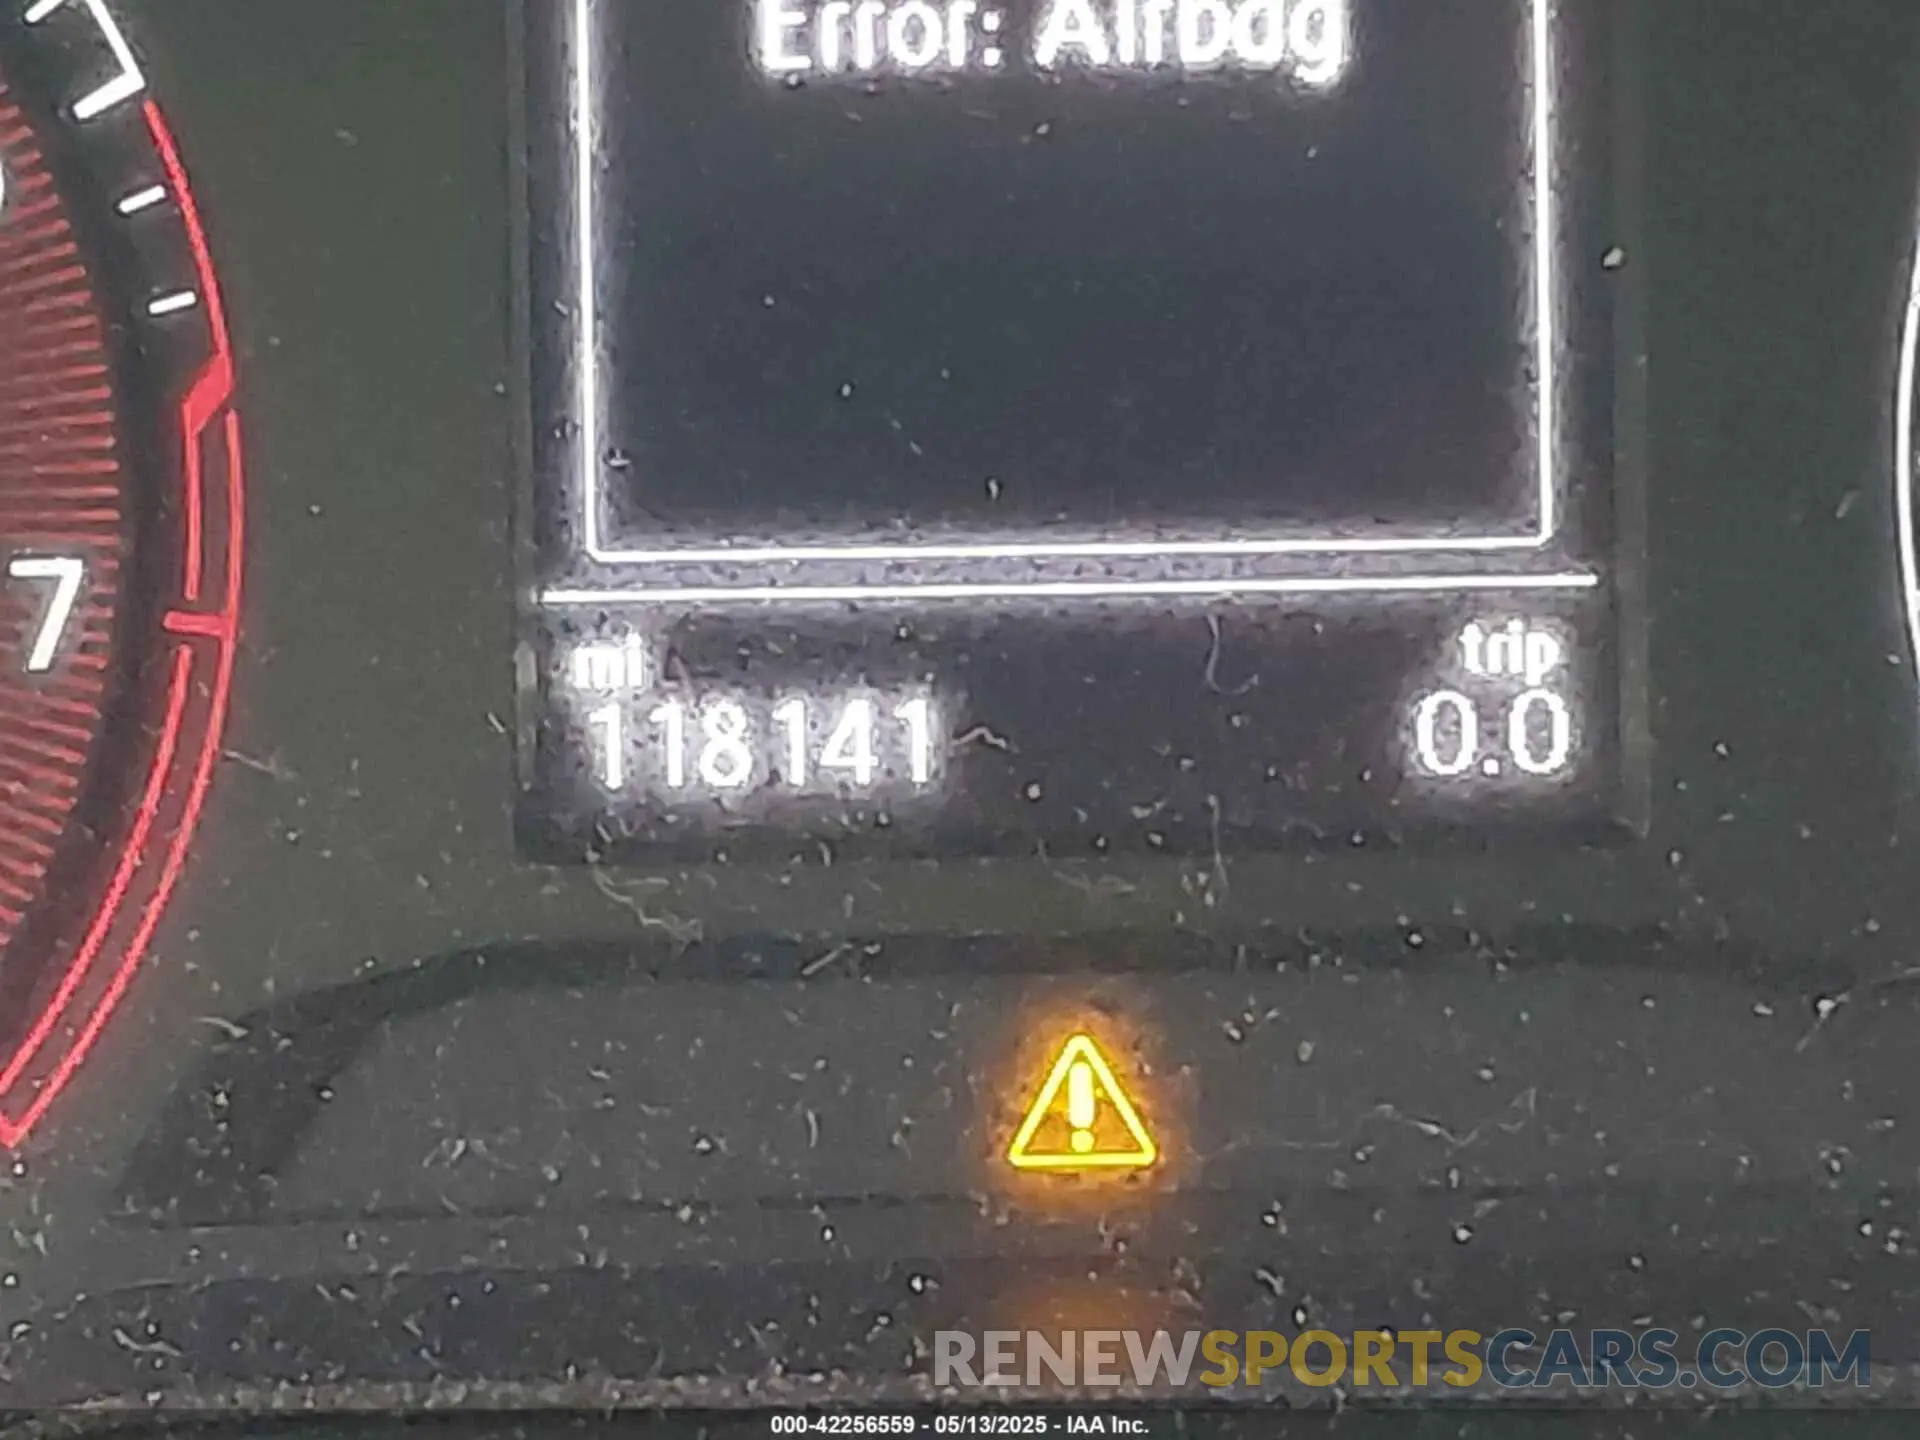 Error: Airbag
7
mi
trip
118141
0.0
RENEWSPORTSCARS.COM
000-42256559 - 05/13/2025 - IAA Inc.